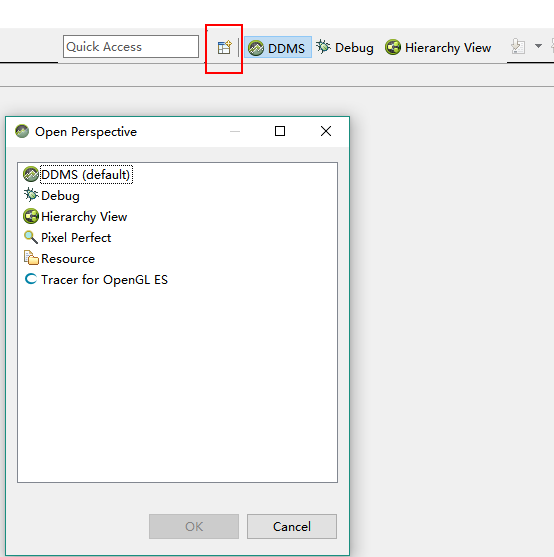 Quick Access
DDMS
Debug
Hierarchy View
Open Perspective
DDMS (default)
Debug
Hierarchy View
Pixel Perfect
Resource
Tracer for OpenGL ES
OK
Cancel